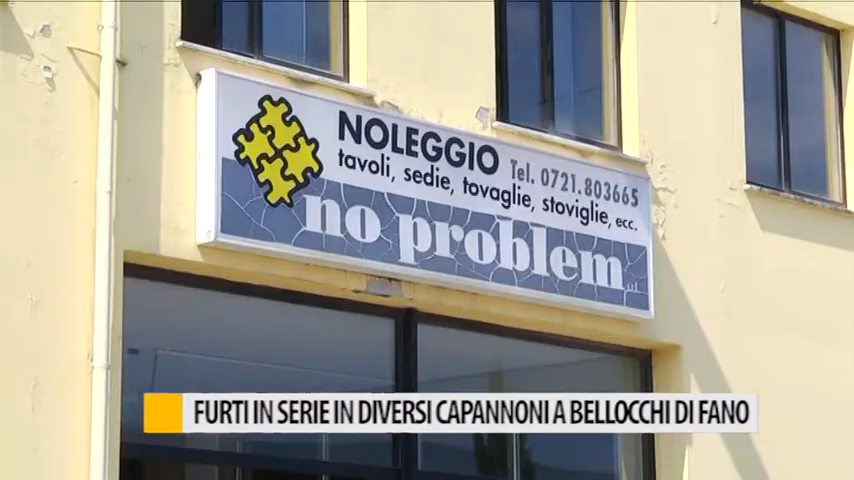 NOLEGGIO Tel. 0721.803665
tavoli, sedie, tovaglie, stoviglie, ecc.
no problem srl
FURTI IN SERIE IN DIVERSI CAPANNONI A BELLOCCHI DI FANO